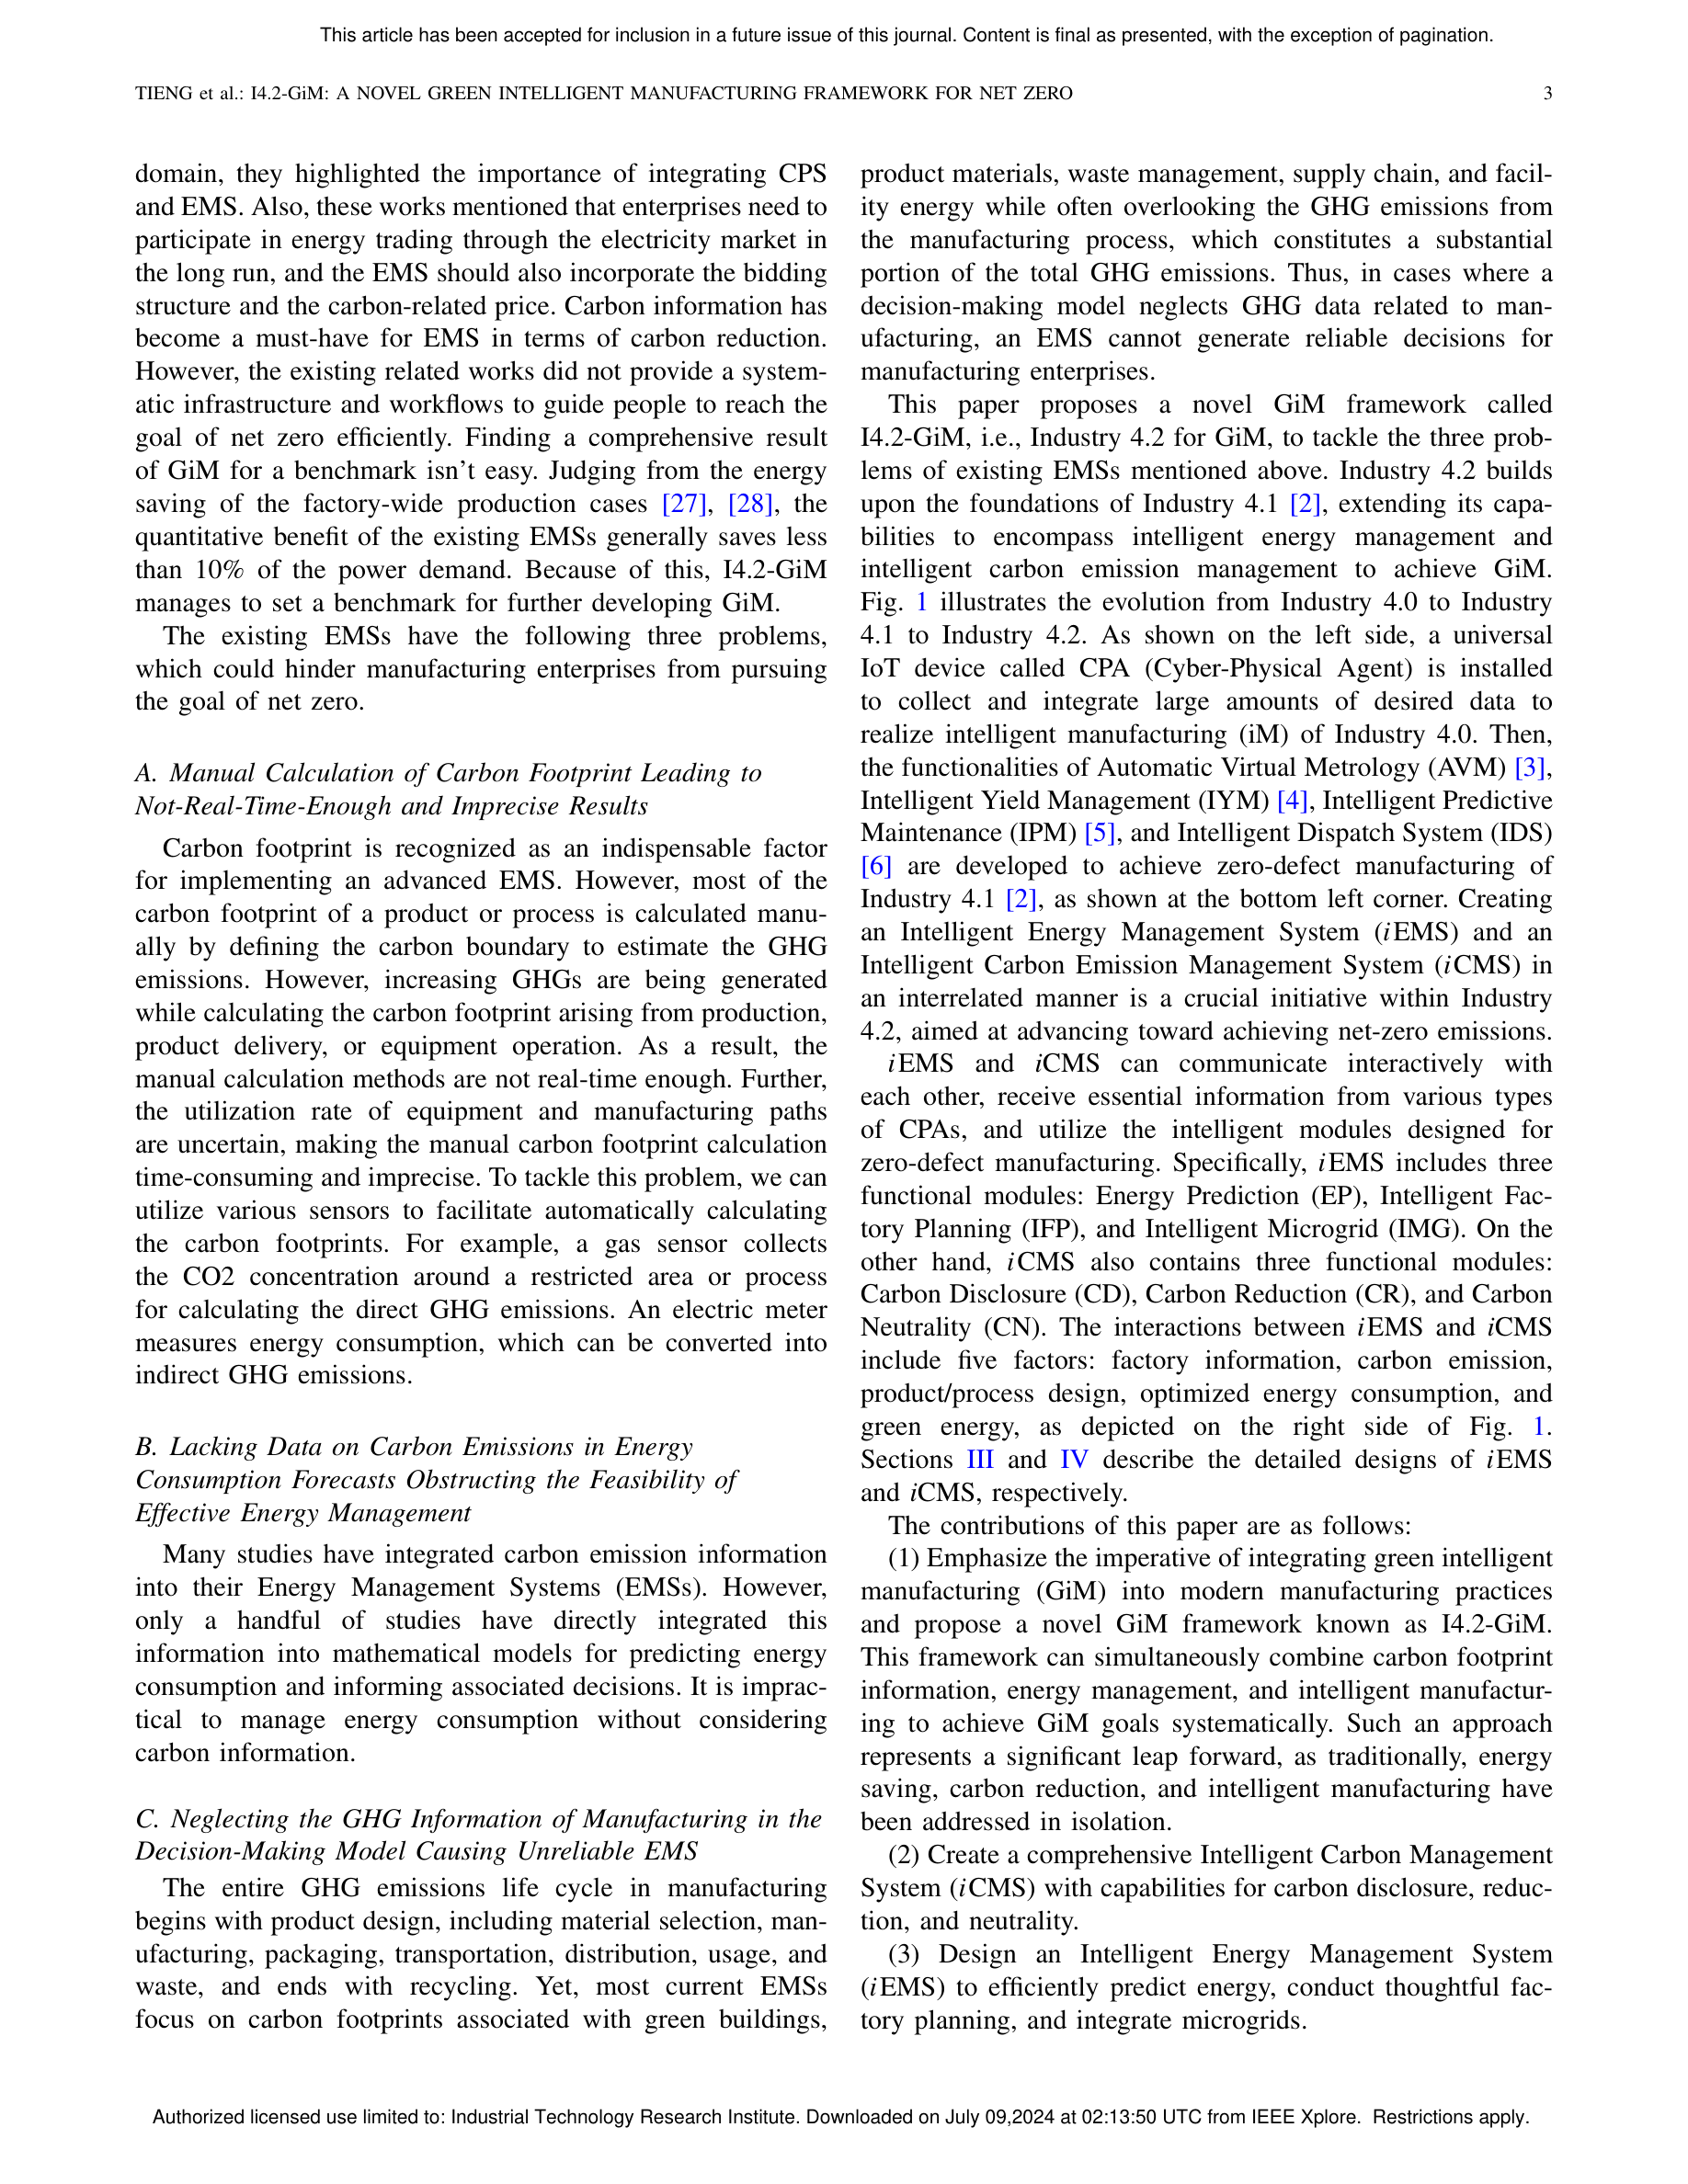 This article has been accepted for inclusion in a future issue of this journal. Content is final as presented, with the exception of pagination.
TIENG et al.: I4.2-GiM: A NOVEL GREEN INTELLIGENT MANUFACTURING FRAMEWORK FOR NET ZERO 3
domain, they highlighted the importance of integrating CPS
and EMS. Also, these works mentioned that enterprises need to
participate in energy trading through the electricity market in
the long run, and the EMS should also incorporate the bidding
structure and the carbon-related price. Carbon information has
become a must-have for EMS in terms of carbon reduction.
However, the existing related works did not provide a system-
atic infrastructure and workflows to guide people to reach the
goal of net zero efficiently. Finding a comprehensive result
of GiM for a benchmark isn't easy. Judging from the energy
saving of the factory-wide production cases [27], [28], the
quantitative benefit of the existing EMSs generally saves less
than 10% of the power demand. Because of this, I4.2-GiM
manages to set a benchmark for further developing GiM.
The existing EMSs have the following three problems,
which could hinder manufacturing enterprises from pursuing
the goal of net zero.
A. Manual Calculation of Carbon Footprint Leading to
Not-Real-Time-Enough and Imprecise Results
Carbon footprint is recognized as an indispensable factor
for implementing an advanced EMS. However, most of the
carbon footprint of a product or process is calculated manu-
ally by defining the carbon boundary to estimate the GHG
emissions. However, increasing GHGs are being generated
while calculating the carbon footprint arising from production,
product delivery, or equipment operation. As a result, the
manual calculation methods are not real-time enough. Further,
the utilization rate of equipment and manufacturing paths
are uncertain, making the manual carbon footprint calculation
time-consuming and imprecise. To tackle this problem, we can
utilize various sensors to facilitate automatically calculating
the carbon footprints. For example, a gas sensor collects
the CO2 concentration around a restricted area or process
for calculating the direct GHG emissions. An electric meter
measures energy consumption, which can be converted into
indirect GHG emissions.
B. Lacking Data on Carbon Emissions in Energy
Consumption Forecasts Obstructing the Feasibility of
Effective Energy Management
Many studies have integrated carbon emission information
into their Energy Management Systems (EMSs). However,
only a handful of studies have directly integrated this
information into mathematical models for predicting energy
consumption and informing associated decisions. It is imprac-
tical to manage energy consumption without considering
carbon information.
C. Neglecting the GHG Information of Manufacturing in the
Decision-Making Model Causing Unreliable EMS
The entire GHG emissions life cycle in manufacturing
begins with product design, including material selection, man-
ufacturing, packaging, transportation, distribution, usage, and
waste, and ends with recycling. Yet, most current EMSs
focus on carbon footprints associated with green buildings,
product materials, waste management, supply chain, and facil-
ity energy while often overlooking the GHG emissions from
the manufacturing process, which constitutes a substantial
portion of the total GHG emissions. Thus, in cases where a
decision-making model neglects GHG data related to man-
ufacturing, an EMS cannot generate reliable decisions for
manufacturing enterprises.
This paper proposes a novel GiM framework called
I4.2-GiM, i.e., Industry 4.2 for GiM, to tackle the three prob-
lems of existing EMSs mentioned above. Industry 4.2 builds
upon the foundations of Industry 4.1 [2], extending its capa-
bilities to encompass intelligent energy management and
intelligent carbon emission management to achieve GiM.
Fig. 1 illustrates the evolution from Industry 4.0 to Industry
4.1 to Industry 4.2. As shown on the left side, a universal
IoT device called CPA (Cyber-Physical Agent) is installed
to collect and integrate large amounts of desired data to
realize intelligent manufacturing (iM) of Industry 4.0. Then,
the functionalities of Automatic Virtual Metrology (AVM) [3],
Intelligent Yield Management (IYM) [4], Intelligent Predictive
Maintenance (IPM) [5], and Intelligent Dispatch System (IDS)
[6] are developed to achieve zero-defect manufacturing of
Industry 4.1 [2], as shown at the bottom left corner. Creating
an Intelligent Energy Management System (iEMS) and an
Intelligent Carbon Emission Management System (iCMS) in
an interrelated manner is a crucial initiative within Industry
4.2, aimed at advancing toward achieving net-zero emissions.
iEMS and iCMS can communicate interactively with
each other, receive essential information from various types
of CPAs, and utilize the intelligent modules designed for
zero-defect manufacturing. Specifically, iEMS includes three
functional modules: Energy Prediction (EP), Intelligent Fac-
tory Planning (IFP), and Intelligent Microgrid (IMG). On the
other hand, iCMS also contains three functional modules:
Carbon Disclosure (CD), Carbon Reduction (CR), and Carbon
Neutrality (CN). The interactions between iEMS and iCMS
include five factors: factory information, carbon emission,
product/process design, optimized energy consumption, and
green energy, as depicted on the right side of Fig. 1.
Sections III and IV describe the detailed designs of iEMS
and iCMS, respectively.
The contributions of this paper are as follows:
(1) Emphasize the imperative of integrating green intelligent
manufacturing (GiM) into modern manufacturing practices
and propose a novel GiM framework known as I4.2-GiM.
This framework can simultaneously combine carbon footprint
information, energy management, and intelligent manufactur-
ing to achieve GiM goals systematically. Such an approach
represents a significant leap forward, as traditionally, energy
saving, carbon reduction, and intelligent manufacturing have
been addressed in isolation.
(2) Create a comprehensive Intelligent Carbon Management
System (iCMS) with capabilities for carbon disclosure, reduc-
tion, and neutrality.
(3) Design an Intelligent Energy Management System
(iEMS) to efficiently predict energy, conduct thoughtful fac-
tory planning, and integrate microgrids.
Authorized licensed use limited to: Industrial Technology Research Institute. Downloaded on July 09,2024 at 02:13:50 UTC from IEEE Xplore. Restrictions apply.